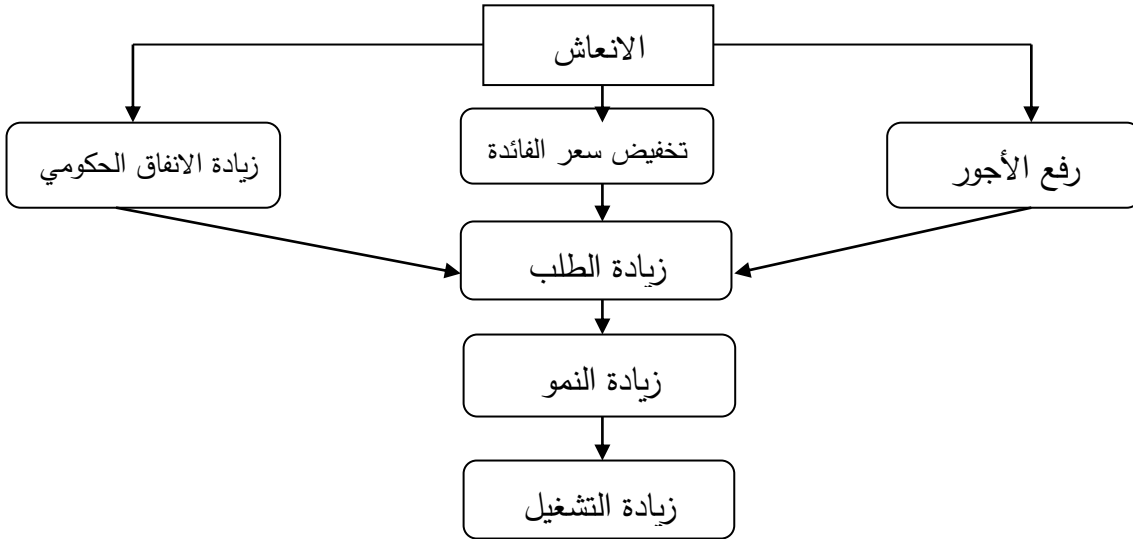 الانعاش
رفع الأجور
تخفيض سعر الفائدة
زيادة الانفاق الحكومي
زيادة الطلب
زيادة النمو
زيادة التشغيل